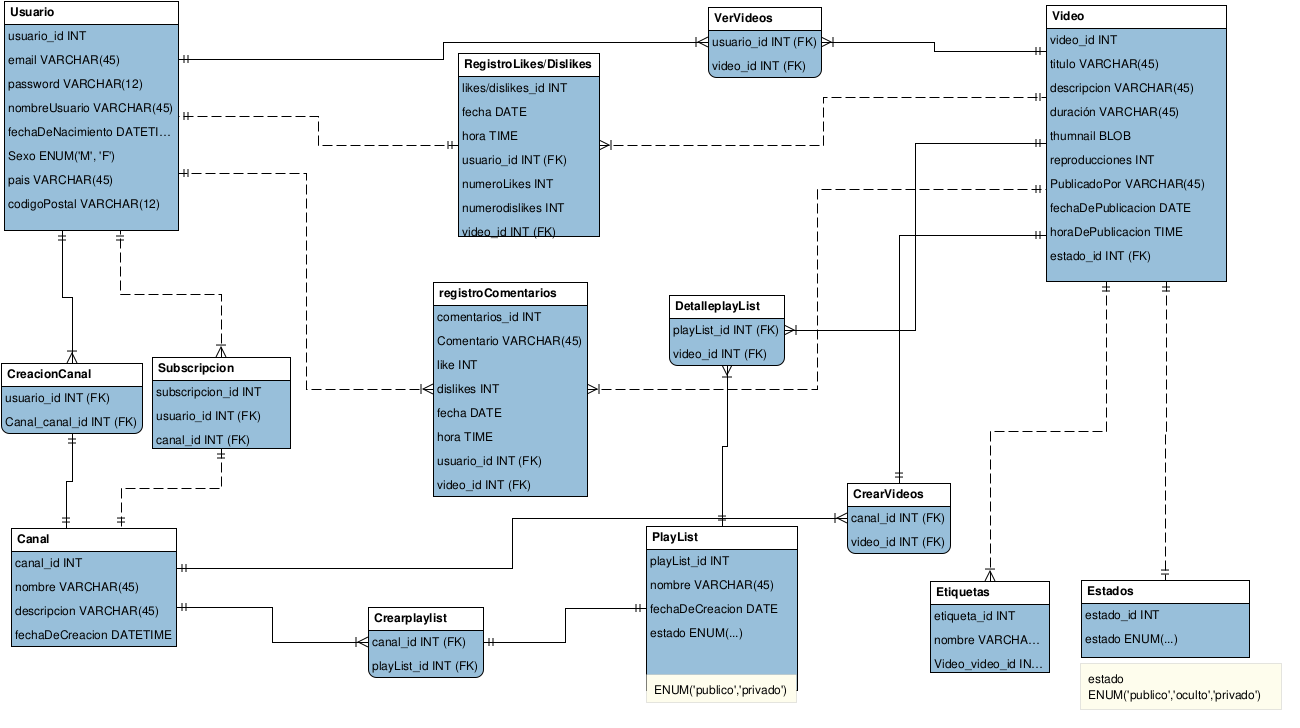 Usuario
usuario_id INT
email VARCHAR(45)
password VARCHAR(12)
nombreUsuario VARCHAR(45)
fechaDeNacimiento DATETI...
Sexo ENUM('M', 'F')
pais VARCHAR(45)
codigoPostal VARCHAR(12)
RegistroLikes/Dislikes
likes/dislikes_id INT
fecha DATE
hora TIME
usuario_id INT (FK)
numeroLikes INT
numerodislikes INT
video_id INT (FK)
VerVideos
usuario_id INT (FK)
video_id INT (FK)
Video
video_id INT
titulo VARCHAR(45)
descripcion VARCHAR(45)
duración VARCHAR(45)
thumnail BLOB
reproducciones INT
PublicadoPor VARCHAR(45)
fechaDePublicacion DATE
horaDePublicacion TIME
estado_id INT (FK)
registroComentarios
comentarios_id INT
Comentario VARCHAR(45)
like INT
dislikes INT
fecha DATE
hora TIME
usuario_id INT (FK)
video_id INT (FK)
DetalleplayList
playList_id INT (FK)
video_id INT (FK)
CreacionCanal
usuario_id INT (FK)
Canal_canal_id INT (FK)
Subscripcion
subscripcion_id INT
usuario_id INT (FK)
canal_id INT (FK)
CrearVideos
canal_id INT (FK)
video_id INT (FK)
Canal
canal_id INT
nombre VARCHAR(45)
descripcion VARCHAR(45)
fechaDeCreacion DATETIME
Crearplaylist
canal_id INT (FK)
playList_id INT (FK)
PlayList
playList_id INT
nombre VARCHAR(45)
fechaDeCreacion DATE
estado ENUM(...)
ENUM('publico','privado')
Etiquetas
etiqueta_id INT
nombre VARCHA...
Video_video_id IN...
Estados
estado_id INT
estado ENUM(...)
estado
ENUM('publico','oculto','privado')